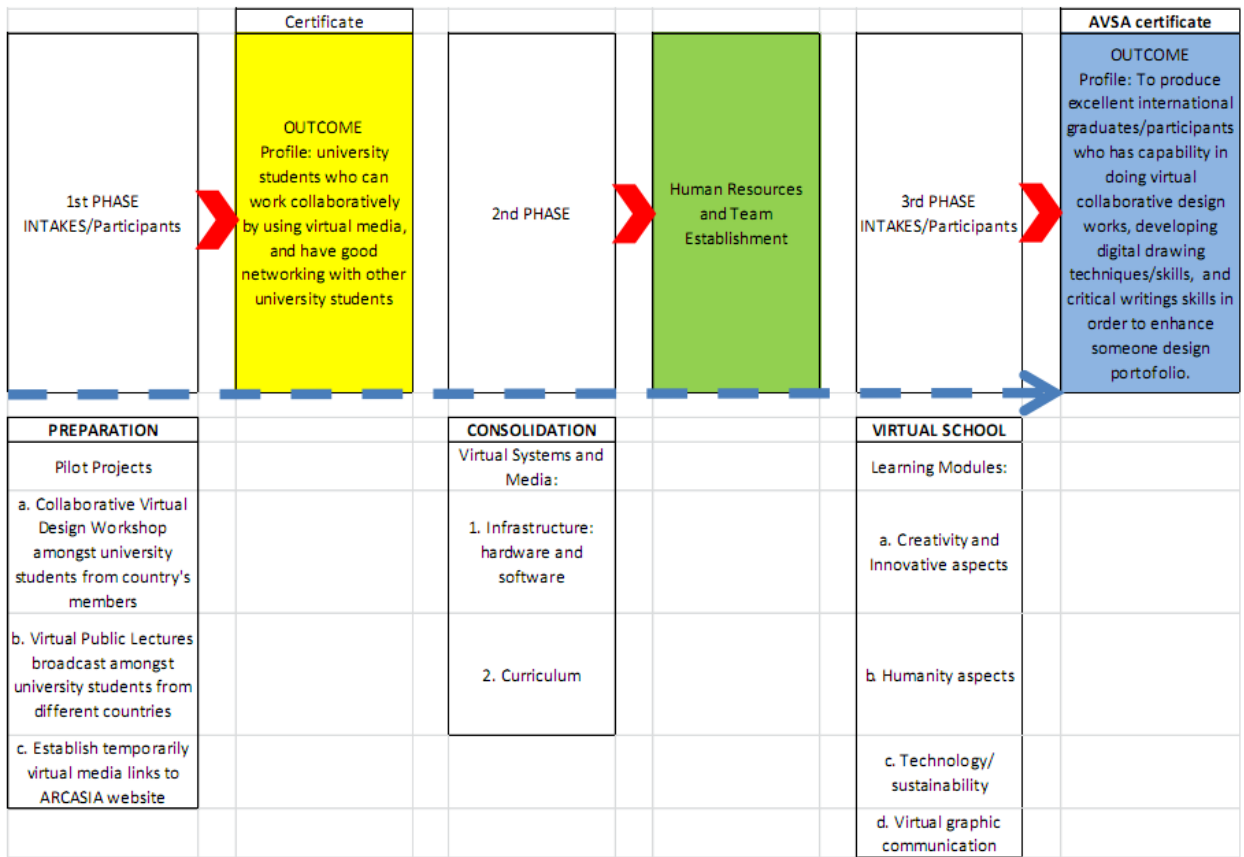 Certificate
AVSA certificate
1st PHASE
INTAKES/Participants
OUTCOME
Profile: university
students who can
work collaboratively
by using virtual media,
and have good
networking with other
university students
2nd PHASE
Human Resources
and Team
Establishment
3rd PHASE
INTAKES/Participants
OUTCOME
Profile: To produce
excellent international
graduates/participants
who has capability in
doing virtual
collaborative design
works, developing
digital drawing
techniques/skills, and
critical writings skills in
order to enhance
someone design
portofolio.
PREPARATION
Pilot Projects
a. Collaborative Virtual
Design Workshop
amongst university
students from country's
members
b. Virtual Public Lectures
broadcast amongst
university students from
different countries
c. Establish temporarily
virtual media links to
ARCASIA website
CONSOLIDATION
Virtual Systems and
Media:
1. Infrastructure:
hardware and
software
2. Curriculum
VIRTUAL SCHOOL
Learning Modules:
a. Creativity and
Innovative aspects
b. Humanity aspects
c. Technology/
sustainability
d. Virtual graphic
communication